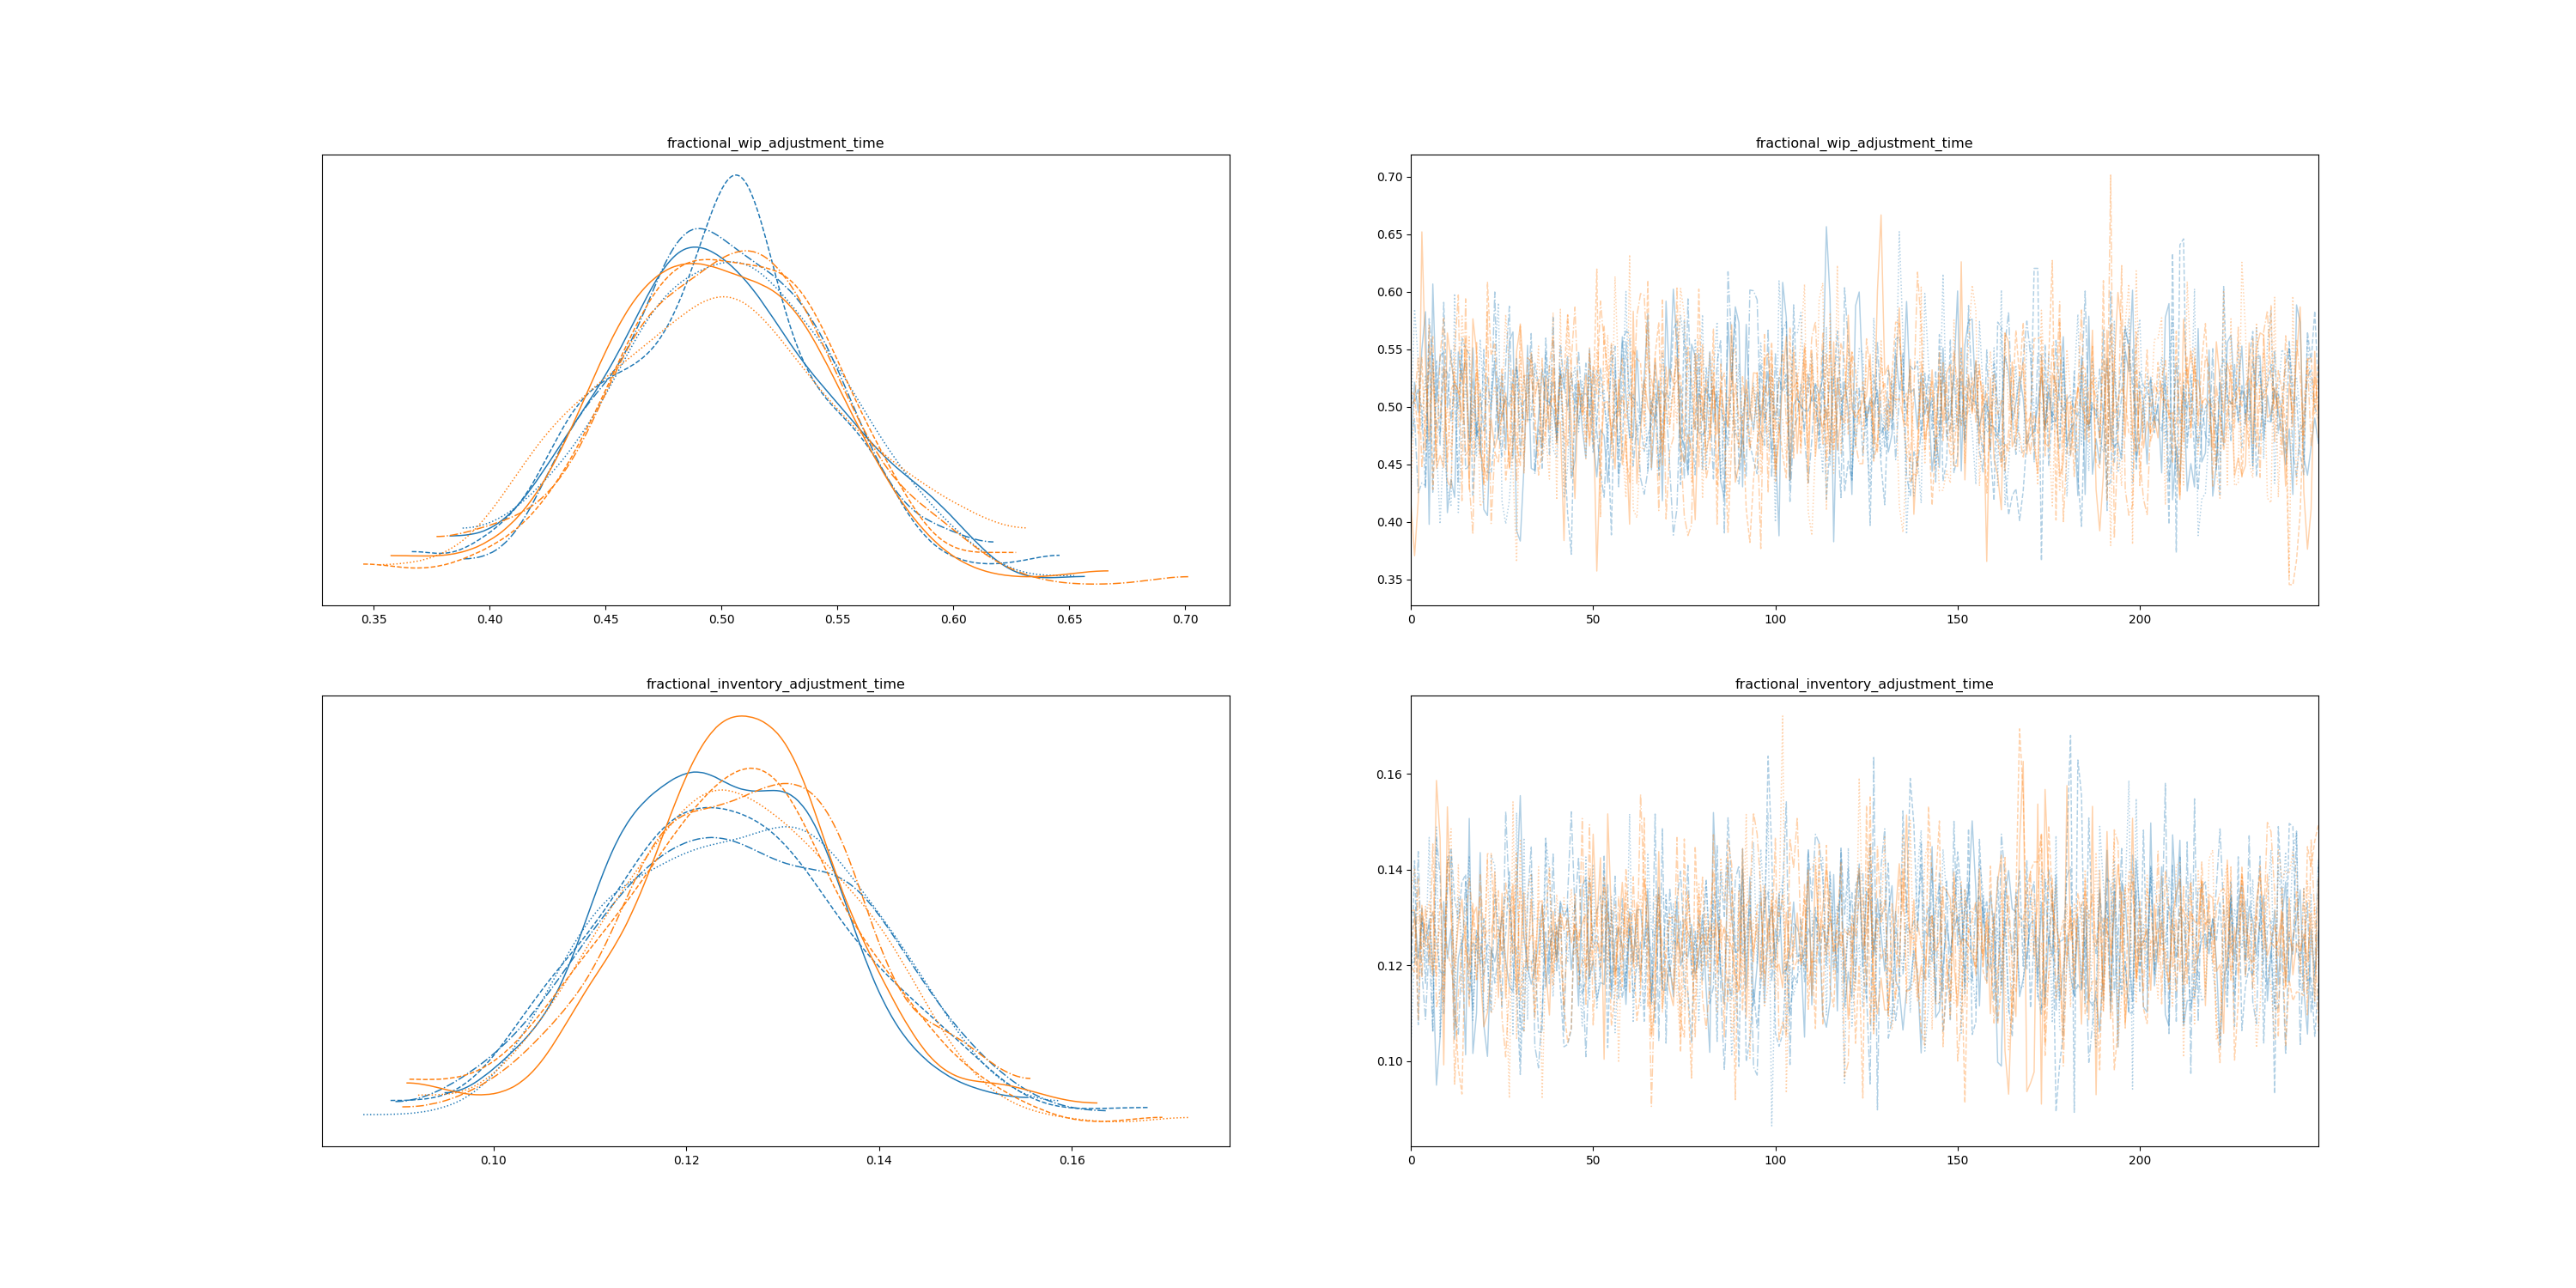 fractional_wip_adjustment_time
0.35 0.40 0.45 0.50 0.55 0.60 0.65 0.70
fractional_wip_adjustment_time
0.70
0.65
0.60
0.55
0.50
0.45
0.40
0.35
0 50 100 150 200
fractional_inventory_adjustment_time
0.10 0.12 0.14 0.16
fractional_inventory_adjustment_time
0.16
0.14
0.12
0.10
0 50 100 150 200